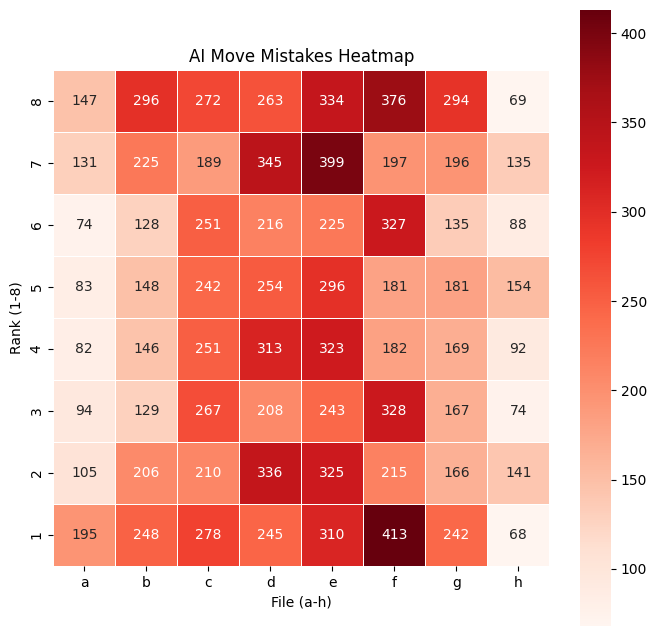 AI Move Mistakes Heatmap
8 147 296 272 263 334 376 294 69
7 131 225 189 345 399 197 196 135
6 74 128 251 216 225 327 135 88
5 83 148 242 254 296 181 181 154
4 82 146 251 313 323 182 169 92
3 94 129 267 208 243 328 167 74
2 105 206 210 336 325 215 166 141
1 195 248 278 245 310 413 242 68
a b c d e f g h
File (a-h)
Rank (1-8)
400
350
300
250
200
150
100